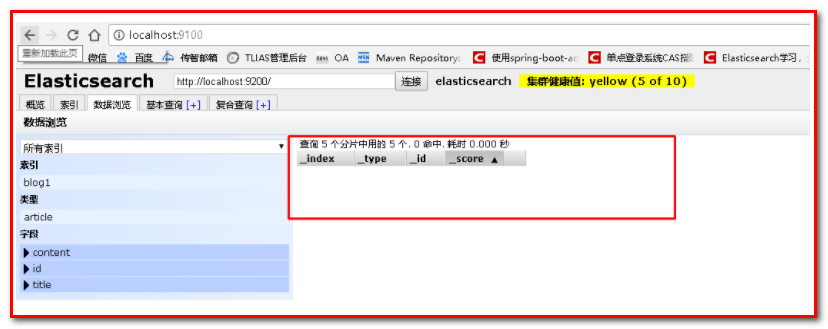 localhost:9100
重新加载此页 微信 百度 传智邮箱 TLIAS管理后台 OA Maven Repository: 使用spring-boot-ac 单点登录系统CAS搭 Elasticsearch学习,
Elasticsearch http://localhost:9200/ 连接 elasticsearch 集群健康值: yellow (5 of 10)
概览 索引 数据浏览 基本查询 [+] 复合查询 [+]
数据浏览
所有索引 查询 5 个分片中用的 5 个. 0 命中. 耗时 0.000 秒
_index _type _id _score ▲
索引
blog1
类型
article
字段
content
id
title